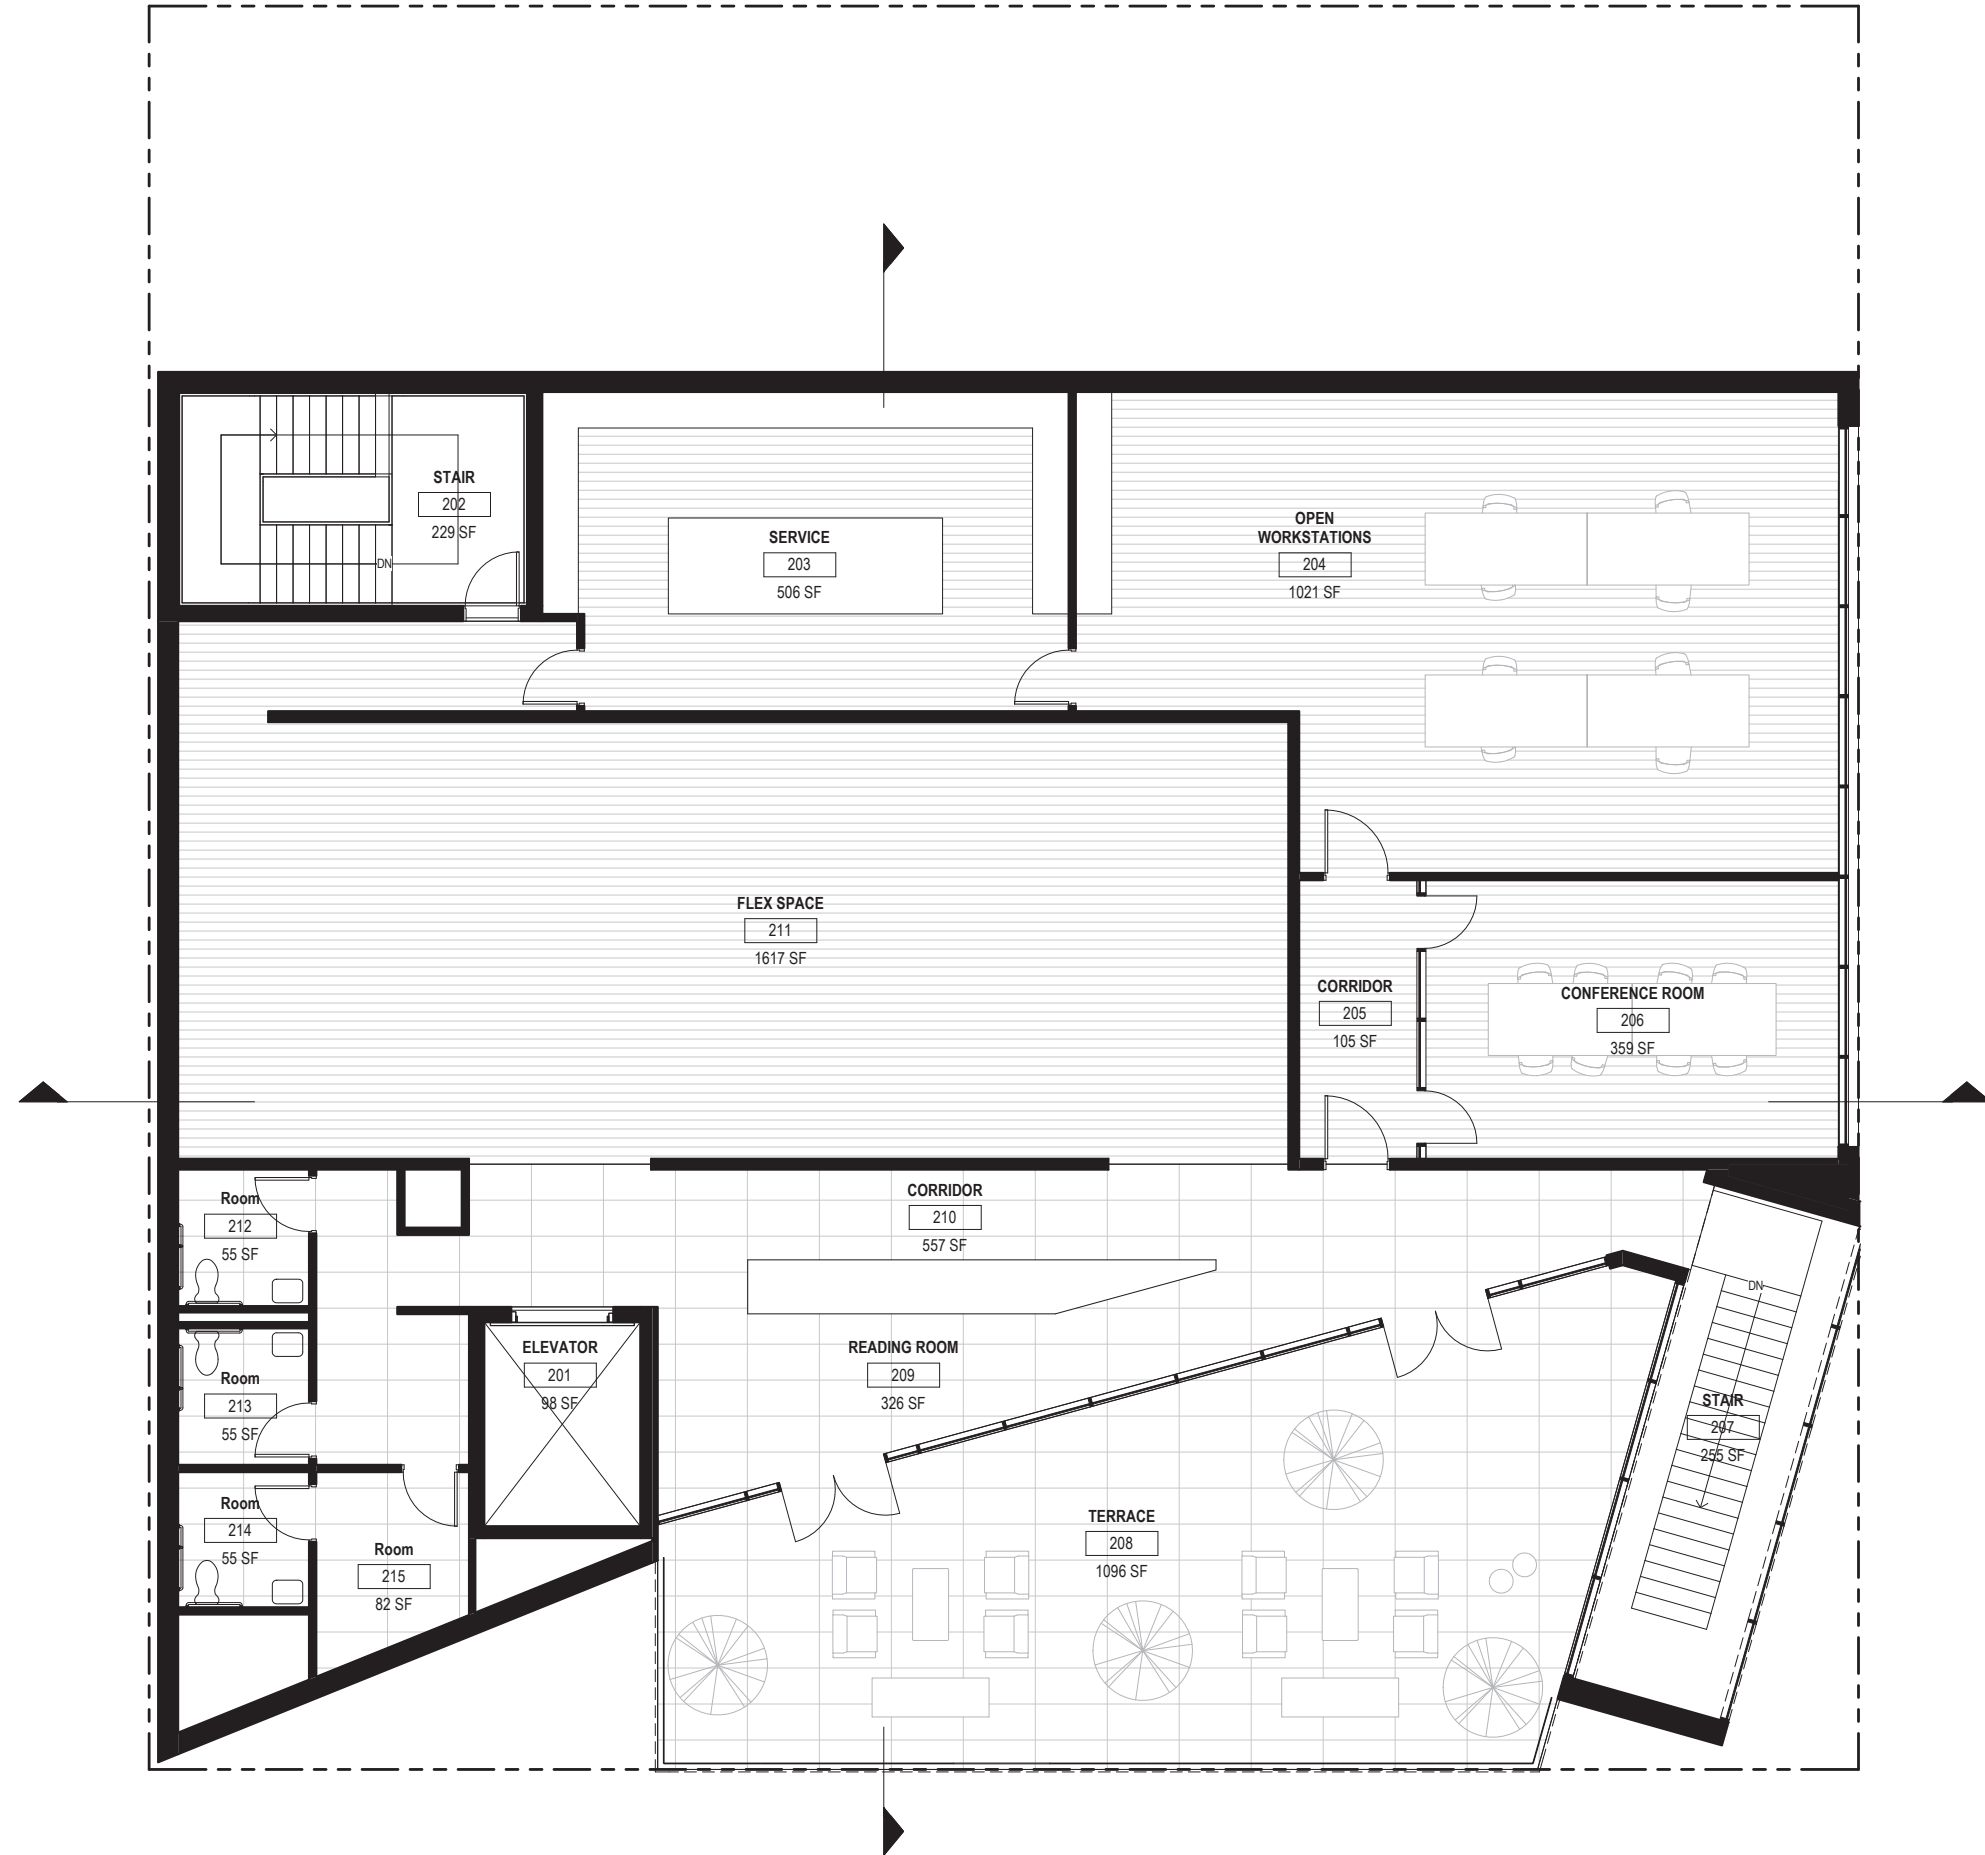 STAIR
202
229 SF
DN
SERVICE
203
506 SF
OPEN
WORKSTATIONS
204
1021 SF
FLEX SPACE
211
1617 SF
CORRIDOR
205
105 SF
CONFERENCE ROOM
206
359 SF
Room
212
55 SF
CORRIDOR
210
557 SF
DN
Room
213
55 SF
ELEVATOR
201
98 SF
READING ROOM
209
326 SF
STAIR
207
255 SF
Room
214
55 SF
Room
215
82 SF
TERRACE
208
1096 SF